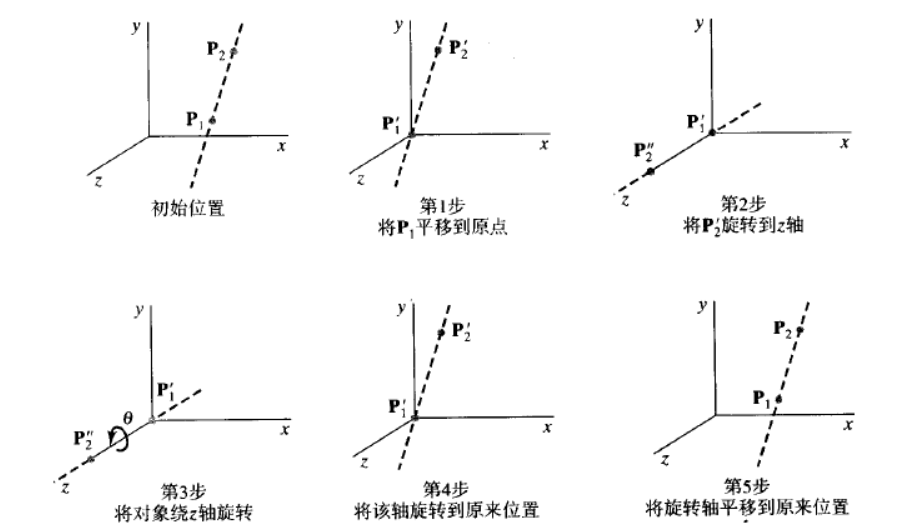 y
P₂
P₁
x
z
初始位置
y
P₂′
P₁′
x
z
第1步
将P₁平移到原点
y
P₁′
P₂″
x
z
第2步
将P₂′旋转到z轴
y
P₁′
θ
P₂″
x
z
第3步
将对象绕z轴旋转
y
P₂′
P₁′
x
z
第4步
将该轴旋转到原来位置
y
P₂
P₁
x
z
第5步
将旋转轴平移到原来位置